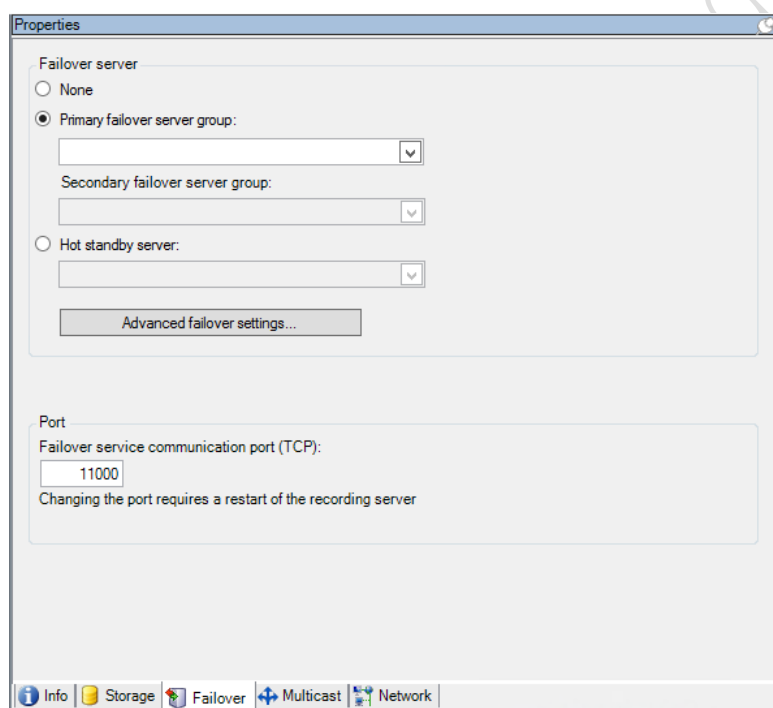 Properties
Failover server
None
Primary failover server group:
Secondary failover server group:
Hot standby server:
Advanced failover settings...
Port
Failover service communication port (TCP):
11000
Changing the port requires a restart of the recording server
Info Storage Failover Multicast Network